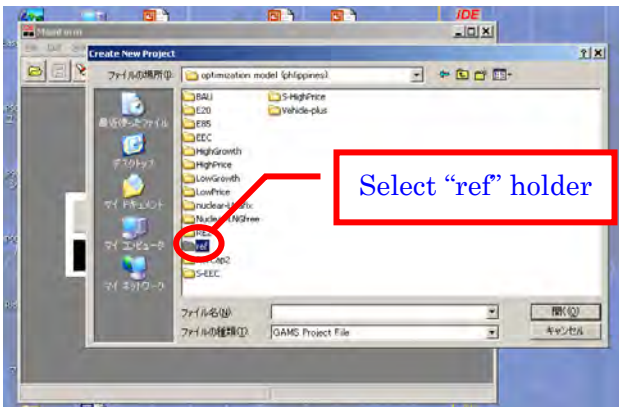 IDE
Create New Project
ファイルの場所(I):
optimization model (phlippines)
最近使ったファイル
デスクトップ
マイ ドキュメント
マイ コンピュータ
マイ ネットワーク
BAU
E20
E85
EEC
HighGrowth
HighPrice
LowGrowth
LowPrice
Nuclear-LNGfree
ref
S-EEC
S-HighPrice
Vehicle-plus
Select “ref” holder
ファイル名(N):
開く(O)
ファイルの種類(T):
GAMS Project File
キャンセル